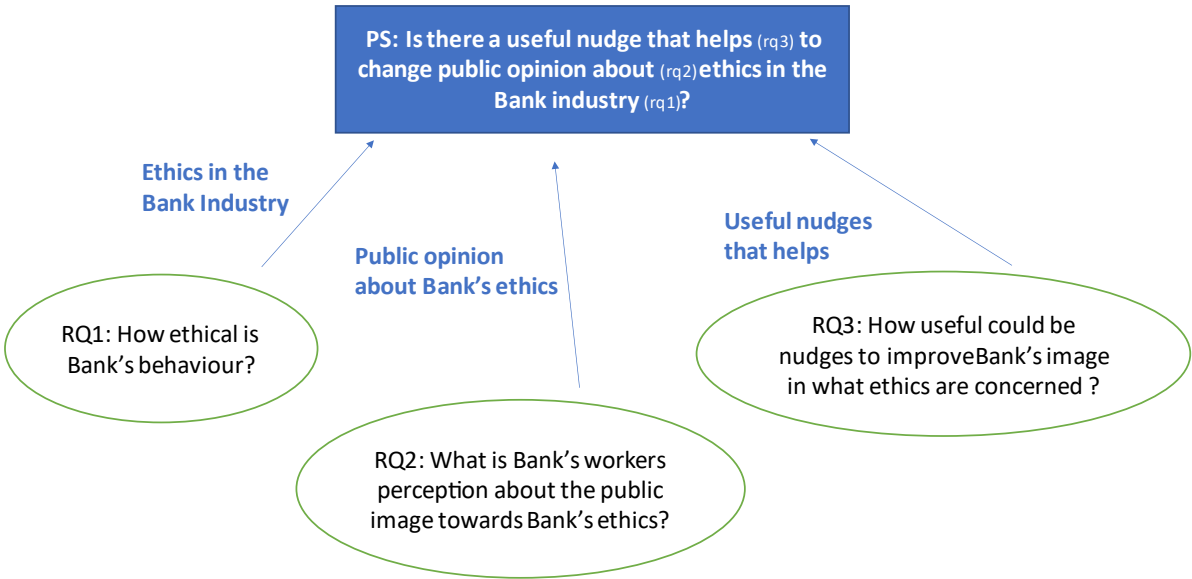 PS: Is there a useful nudge that helps (rq3) to
change public opinion about (rq2) ethics in the
Bank industry (rq1)?
Ethics in the
Bank Industry
Public opinion
about Bank's ethics
Useful nudges
that helps
RQ1: How ethical is
Bank's behaviour?
RQ2: What is Bank's workers
perception about the public
image towards Bank's ethics?
RQ3: How useful could be
nudges to improveBank's image
in what ethics are concerned ?